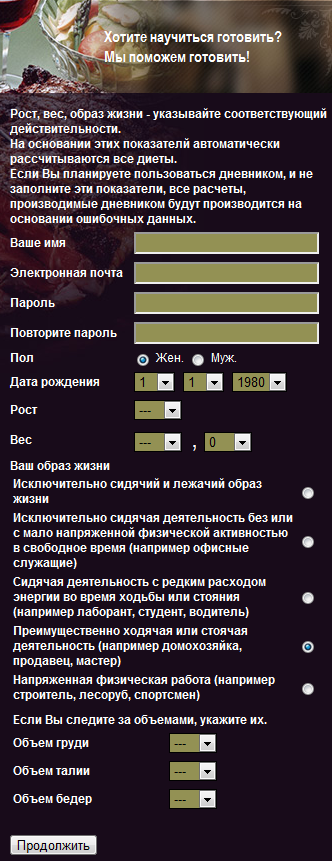 Хотите научиться готовить?
Мы поможем готовить!
Рост, вес, образ жизни - указывайте соответствующий
действительности.
На основании этих показателей автоматически
рассчитываются все диеты.
Если Вы планируете пользоваться дневником, и не
заполните эти показатели, все расчеты,
производимые дневником будут производится на
основании ошибочных данных.
Ваше имя
Электронная почта
Пароль
Повторите пароль
Пол Жен. Муж.
Дата рождения 1 1 1980
Рост ---
Вес --- , 0
Ваш образ жизни
Исключительно сидячий и лежачий образ
жизни
Исключительно сидячая деятельность без или
с мало напряженной физической активностью
в свободное время (например офисные
служащие)
Сидячая деятельность с редким расходом
энергии во время ходьбы или стояния
(например лаборант, студент, водитель)
Преимущественно ходячая или стоячая
деятельность (например домохозяйка,
продавец, мастер)
Напряженная физическая работа (например
строитель, лесоруб, спортсмен)
Если Вы следите за объемами, укажите их.
Объем груди ---
Объем талии ---
Объем бедер ---
Продолжить